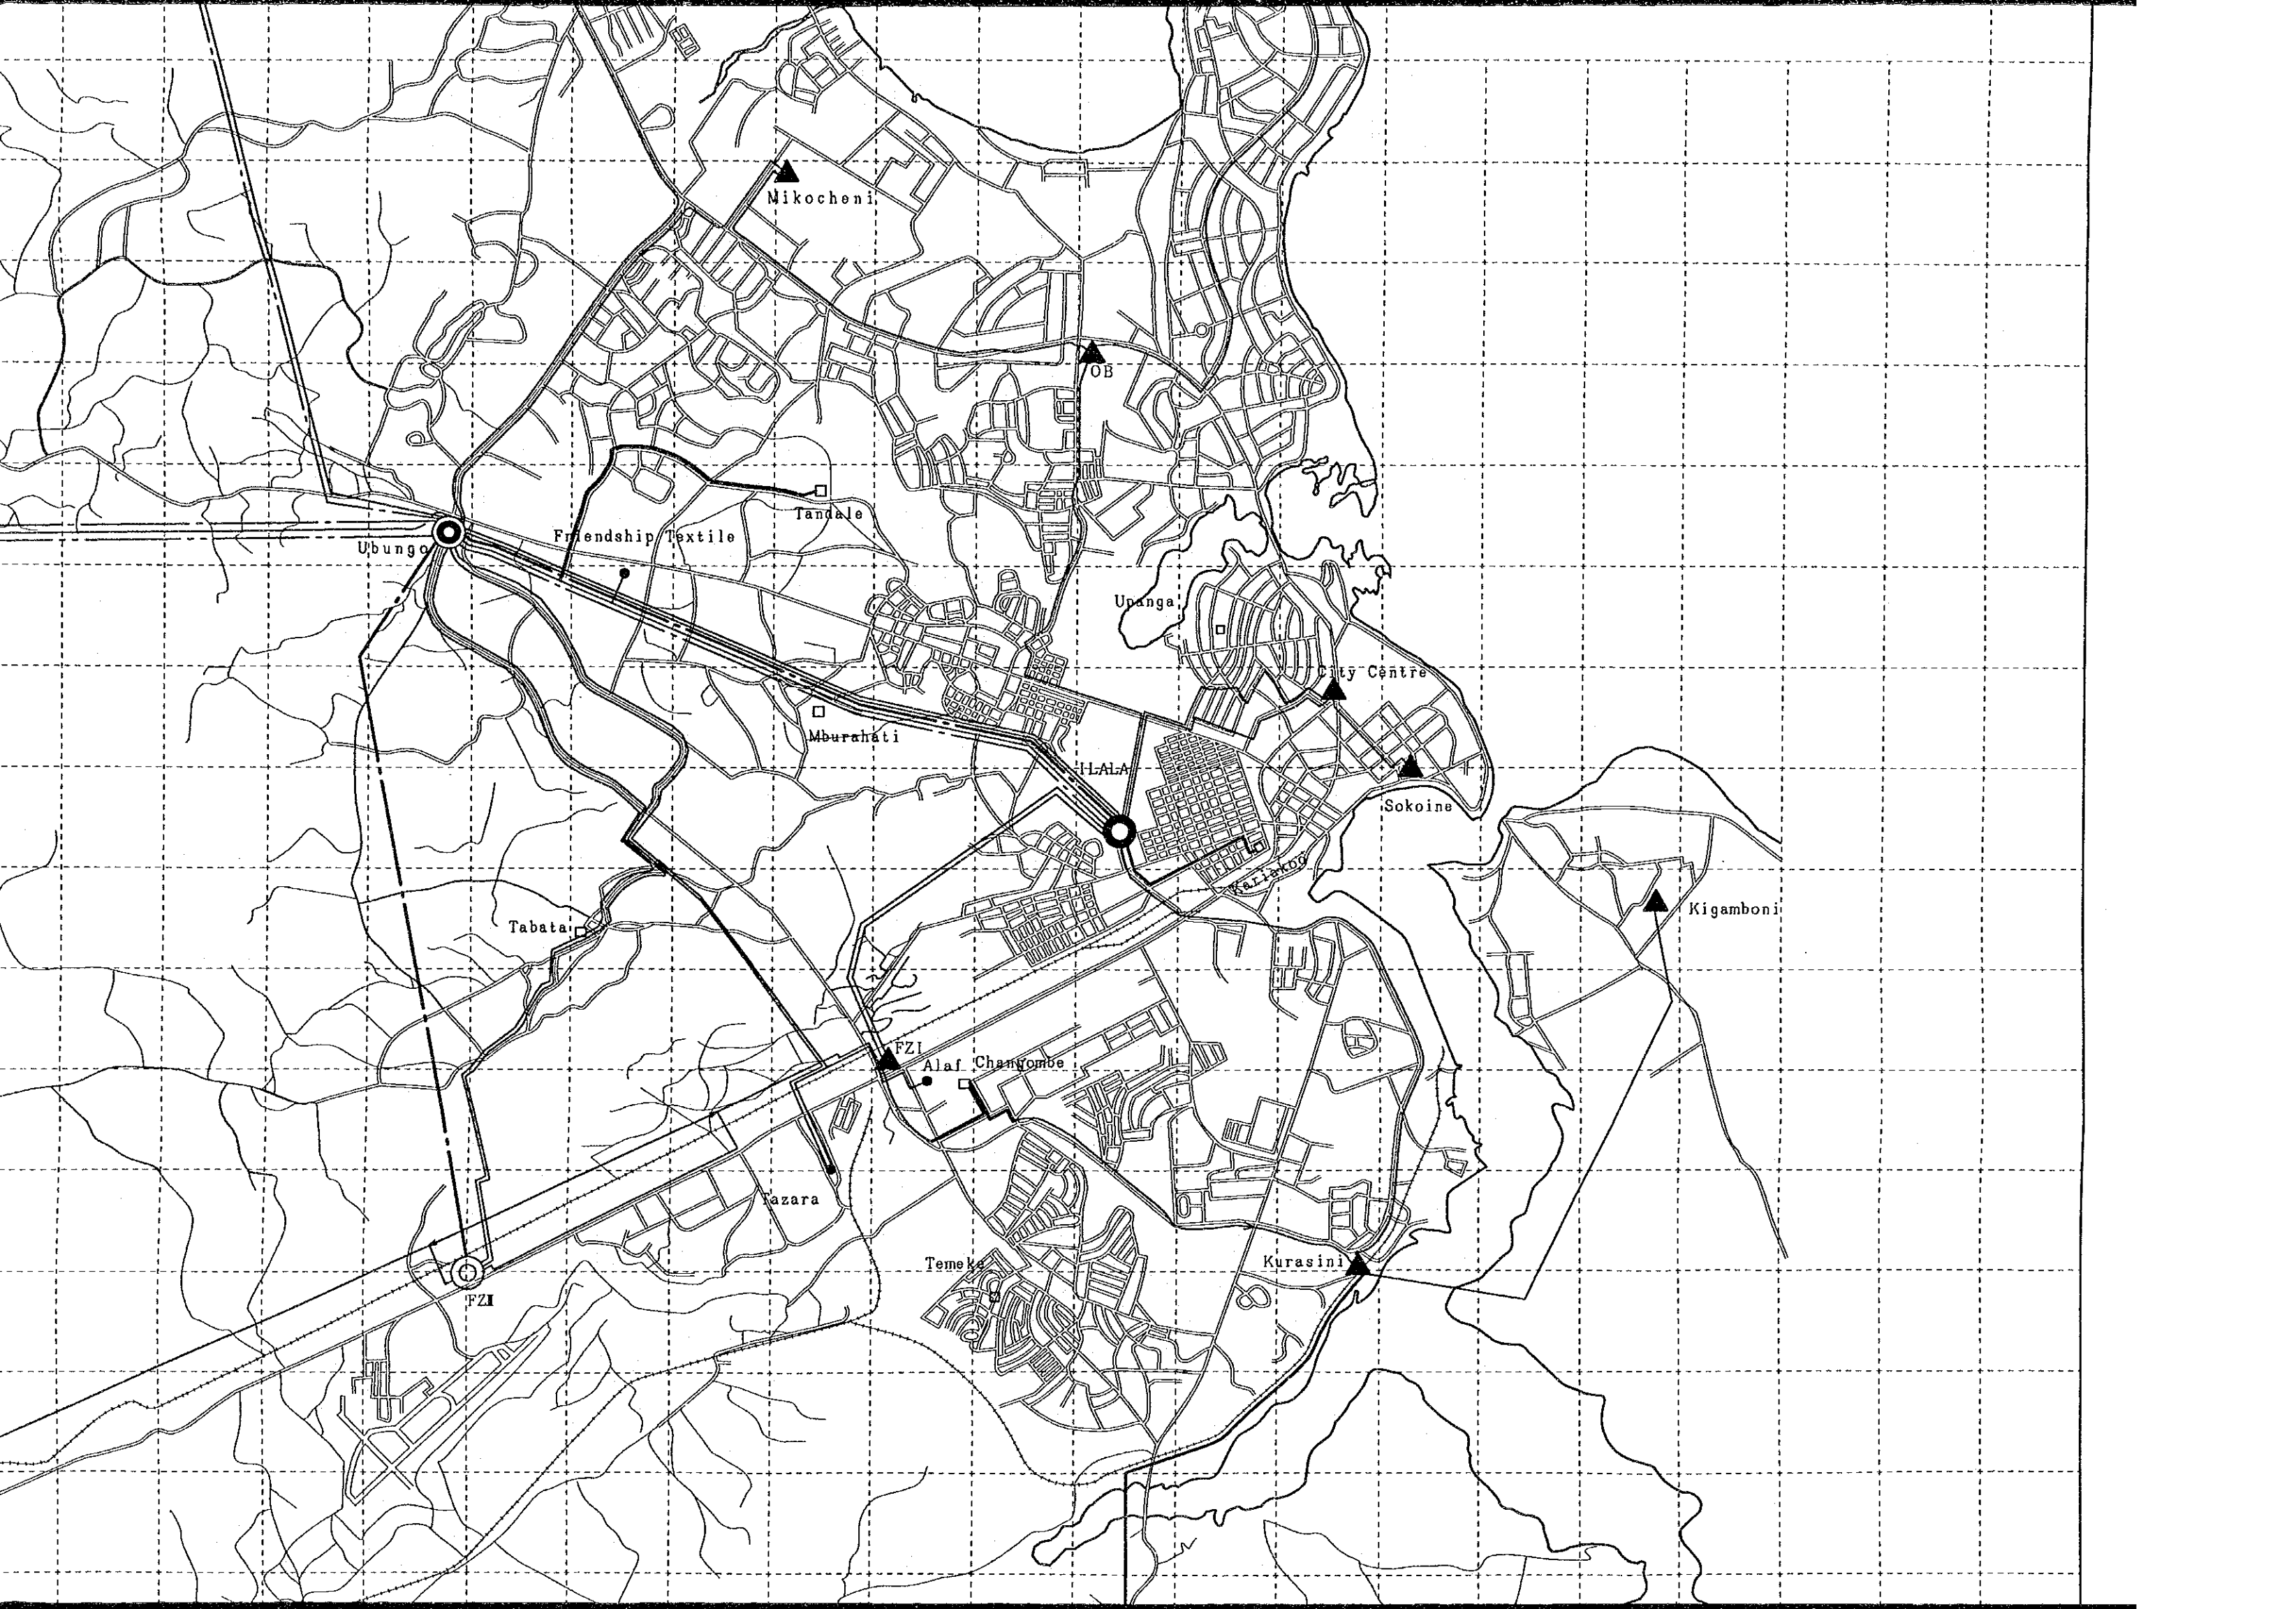 Mikocheni
OB
Tandale
Friendship Textile
Ubungo
Upanga
City Centre
Mburahati
ILALA
Sokoine
Kariakoo
Kigamboni
Tabata
FZI
Alaf
Changombe
Tazara
Temeke
Kurasini
FZII